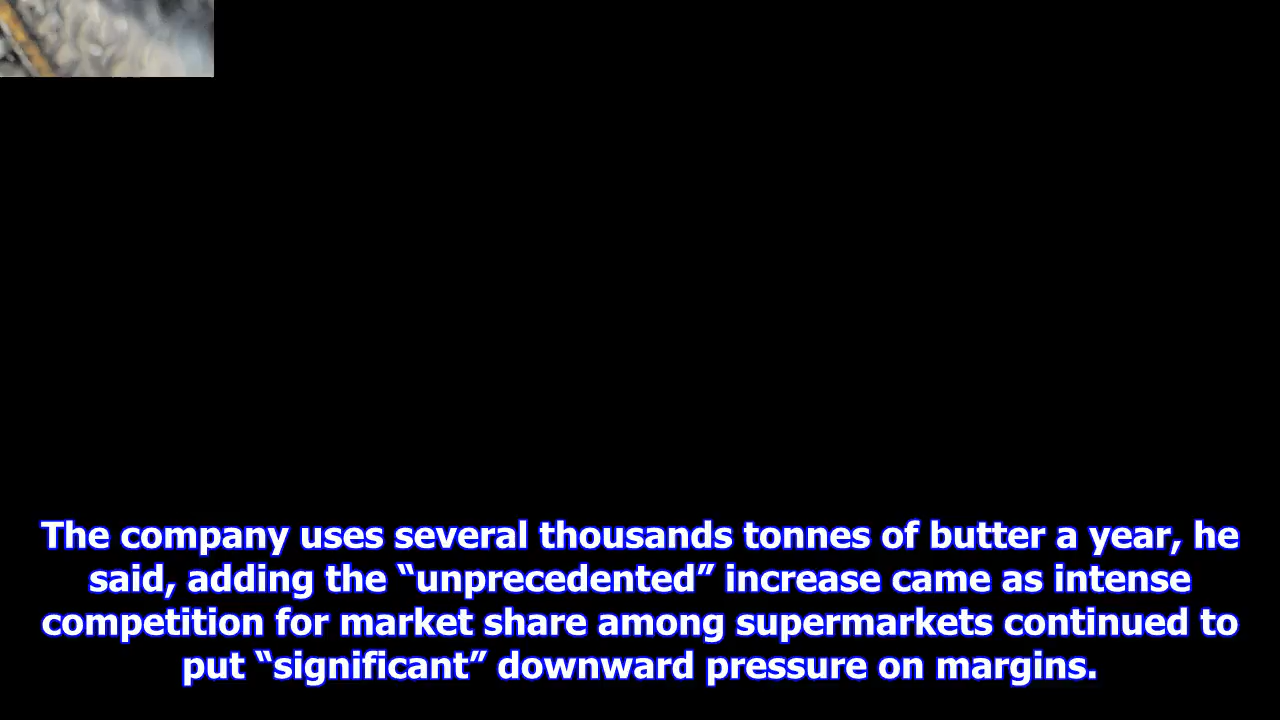 The company uses several thousands tonnes of butter a year, he
said, adding the “unprecedented” increase came as intense
competition for market share among supermarkets continued to
put “significant” downward pressure on margins.